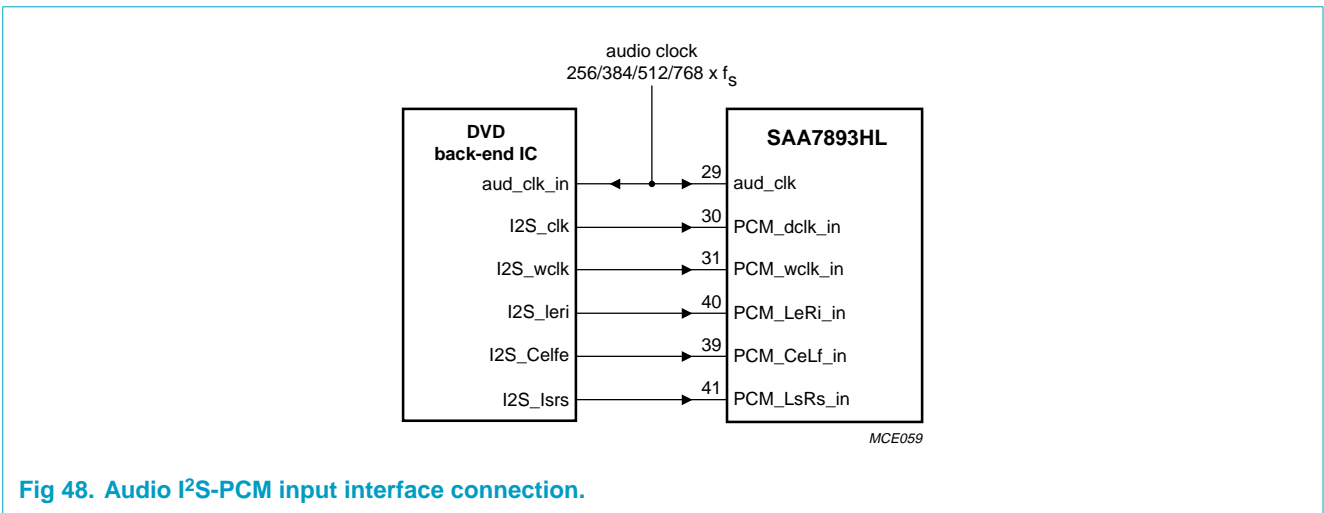 audio clock
256/384/512/768 x fs
DVD
back-end IC
SAA7893HL
aud_clk_in
29
aud_clk
I2S_clk
30
PCM_dclk_in
I2S_wclk
31
PCM_wclk_in
I2S_leri
40
PCM_LeRi_in
I2S_Celfe
39
PCM_CeLf_in
I2S_lsrs
41
PCM_LsRs_in
MCE059
Fig 48. Audio I²S-PCM input interface connection.